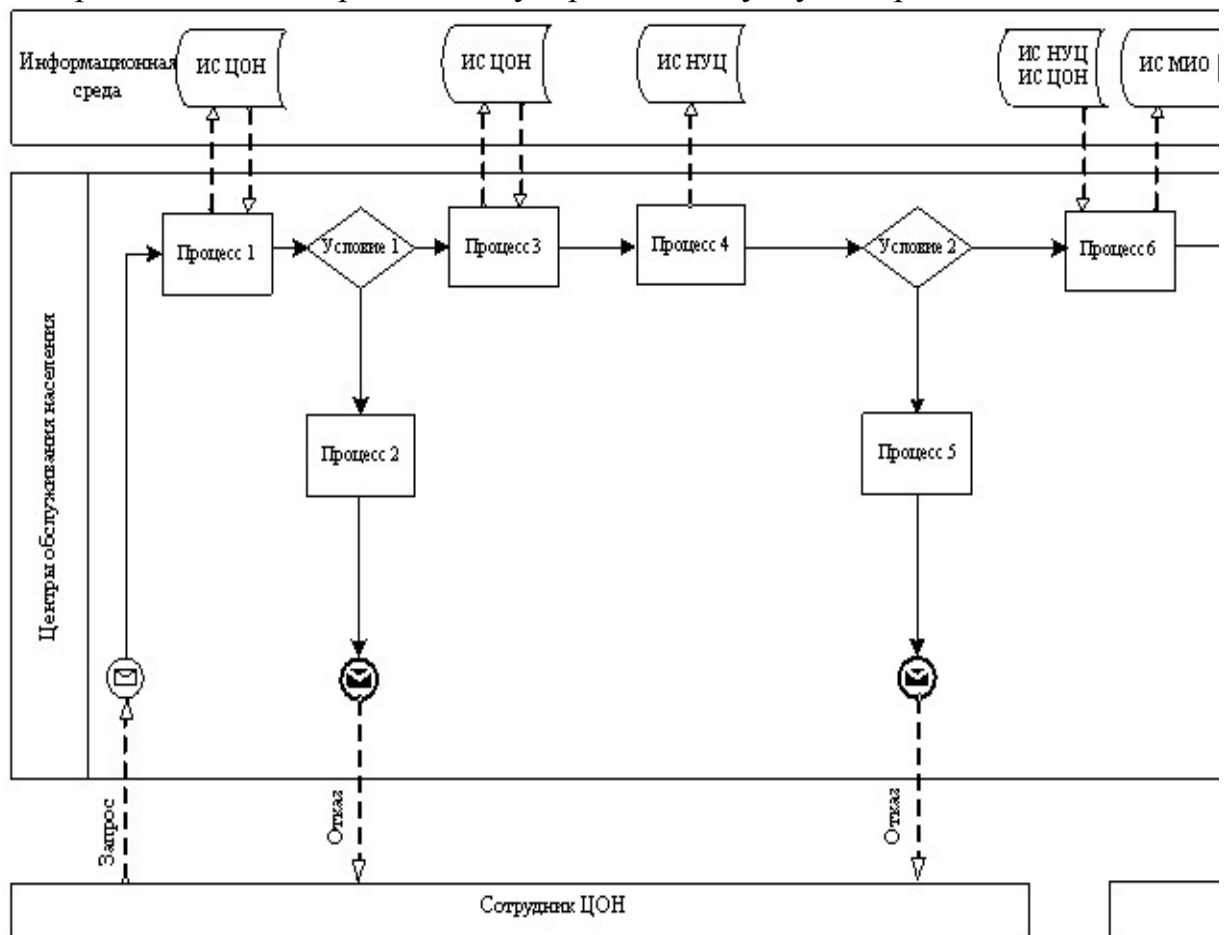 Информационная
среда
ИС ЦОН
ИС ЦОН
ИС НУЦ
ИС НУЦ
ИС ЦОН
ИС МИО
Центры обслуживания населения
Процесс 1
Условие 1
Процесс 3
Процесс 4
Условие 2
Процесс 6
Процесс 2
Процесс 5
Запрос
Отказ
Отказ
Сотрудник ЦОН